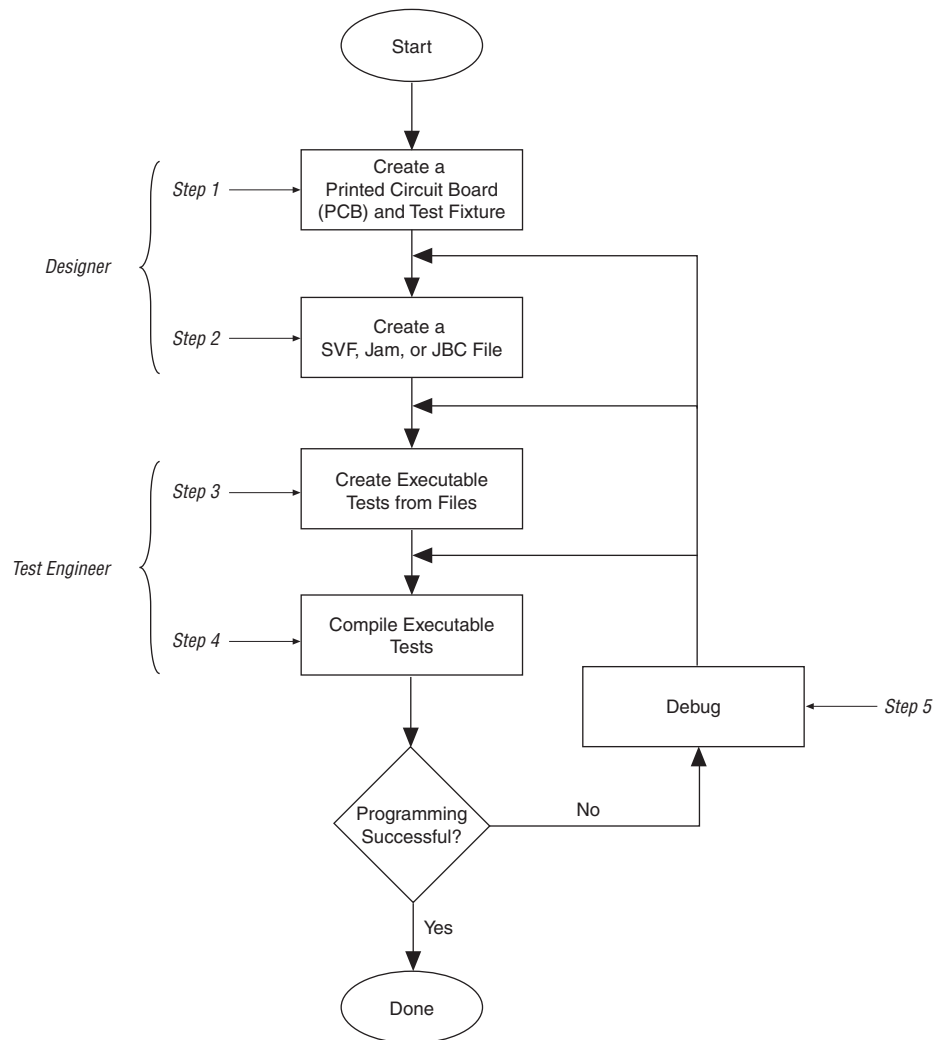 Start
Create a
Printed Circuit Board
(PCB) and Test Fixture
Step 1
Designer
Step 2
Create a
SVF, Jam, or JBC File
Create Executable
Tests from Files
Step 3
Test Engineer
Step 4
Compile Executable
Tests
Debug
Step 5
Programming
Successful?
No
Yes
Done